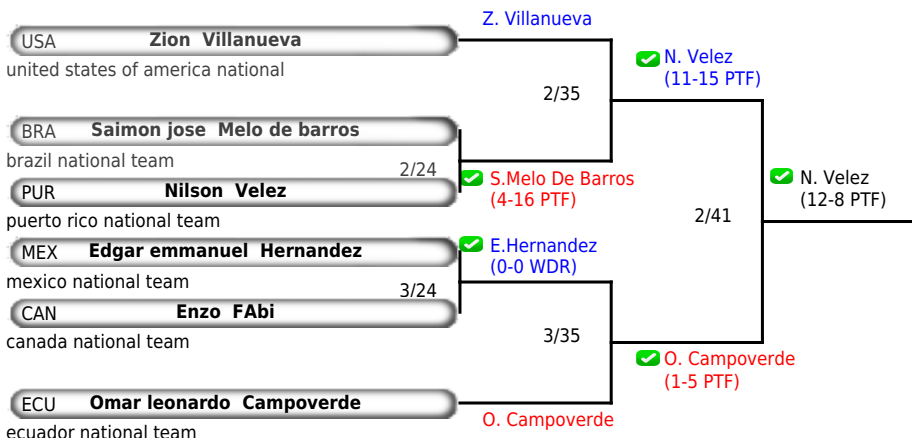 Z. Villanueva
USA Zion Villanueva
united states of america national
N. Velez
(11-15 PTF)
2/35
BRA Saimon jose Melo de barros
brazil national team
2/24
S.Melo De Barros
(4-16 PTF)
N. Velez
(12-8 PTF)
PUR Nilson Velez
puerto rico national team
2/41
MEX Edgar emmanuel Hernandez
E.Hernandez
(0-0 WDR)
mexico national team
3/24
CAN Enzo FAbi
canada national team
3/35
O. Campoverde
(1-5 PTF)
ECU Omar leonardo Campoverde
O. Campoverde
ecuador national team